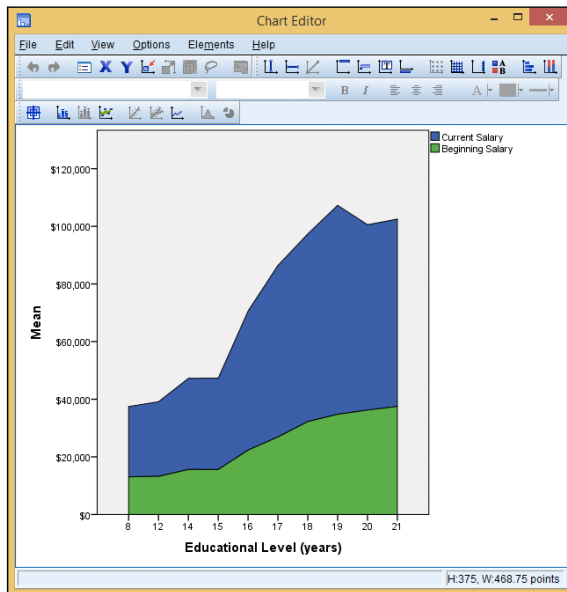 Chart Editor
File Edit View Options Elements Help
X Y
A B
B I A
Current Salary
Beginning Salary
$120,000
$100,000
$80,000
$60,000
$40,000
$20,000
$0
Mean
8 12 14 15 16 17 18 19 20 21
Educational Level (years)
H:375, W:468.75 points